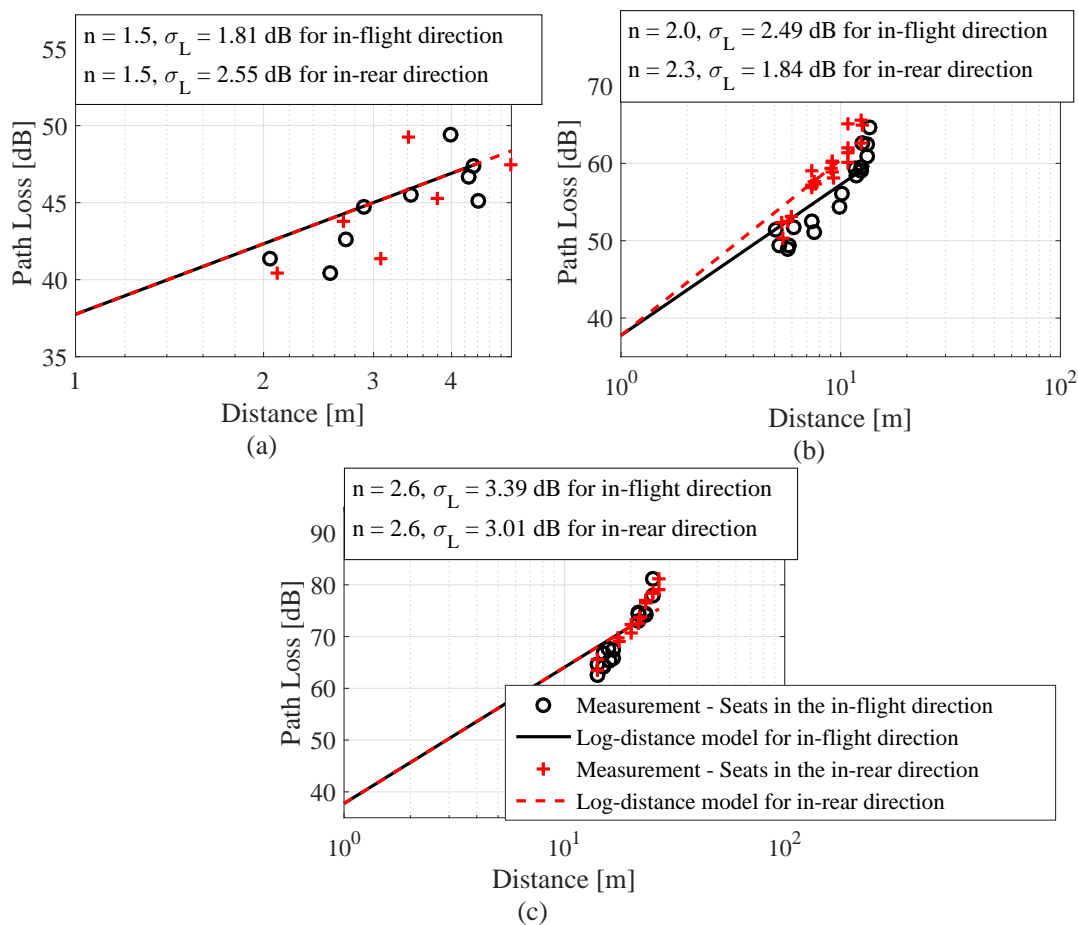 n = 1.5, σL = 1.81 dB for in-flight direction
n = 1.5, σL = 2.55 dB for in-rear direction
55
50
45
40
35
Path Loss [dB]
1
2
3
4
Distance [m]
(a)
n = 2.0, σL = 2.49 dB for in-flight direction
n = 2.3, σL = 1.84 dB for in-rear direction
70
60
50
40
Path Loss [dB]
10^0
10^1
10^2
Distance [m]
(b)
n = 2.6, σL = 3.39 dB for in-flight direction
n = 2.6, σL = 3.01 dB for in-rear direction
90
80
70
60
50
40
Path Loss [dB]
Measurement - Seats in the in-flight direction
Log-distance model for in-flight direction
Measurement - Seats in the in-rear direction
Log-distance model for in-rear direction
10^0
10^1
10^2
Distance [m]
(c)